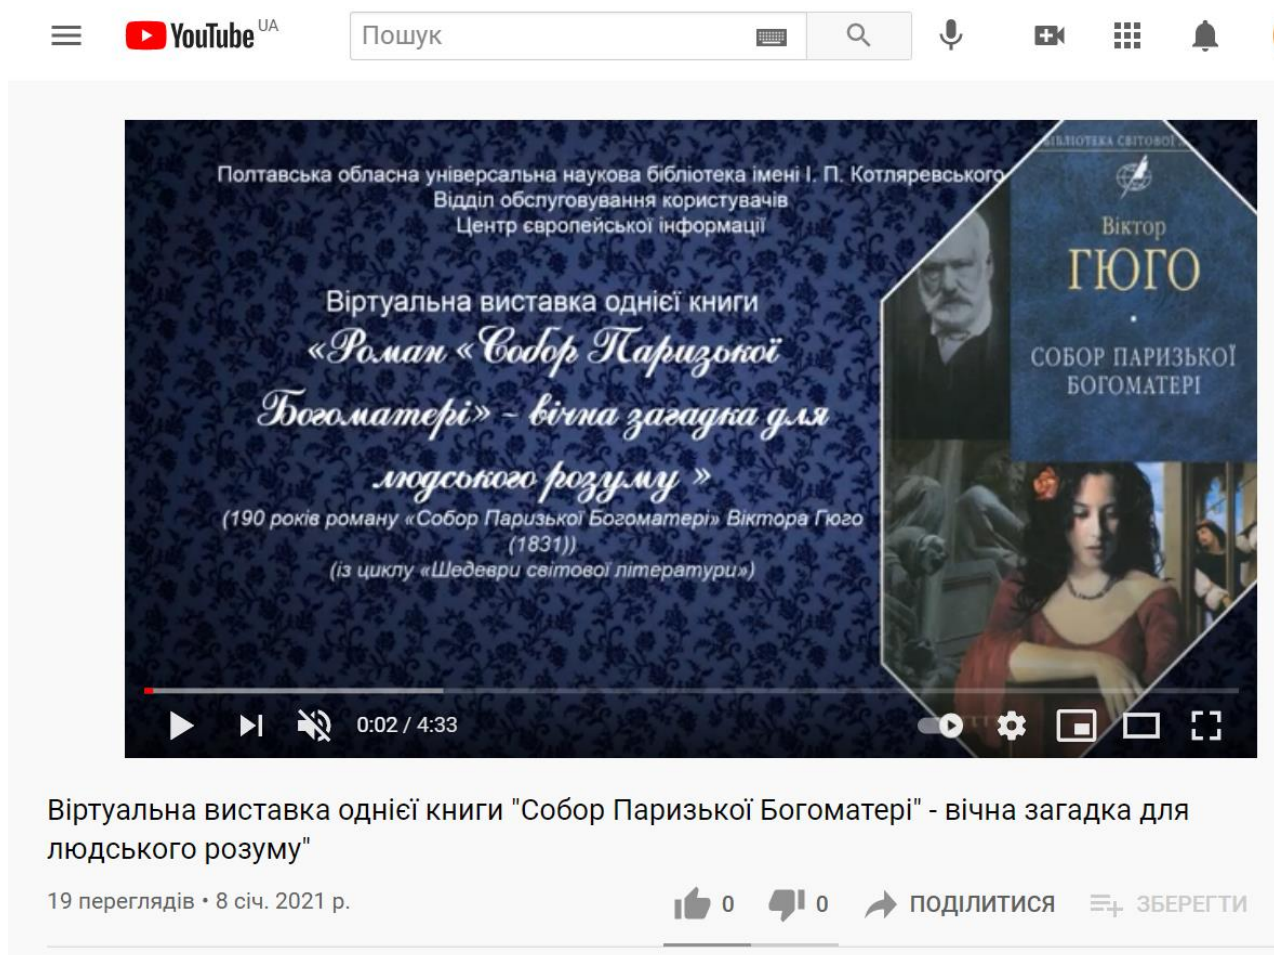 YouTube UA
Пошук
Полтавська обласна універсальна наукова бібліотека імені І. П. Котляревського
Відділ обслуговування користувачів
Центр європейської інформації
Віртуальна виставка однієї книги
«Роман «Собор Паризької
Богоматері» – вічна загадка для
людського розуму »
(190 років роману «Собор Паризької Богоматері» Віктора Гюго
(1831))
(із циклу «Шедеври світової літератури»)
БІБЛІОТЕКА СВІТОВОЇ
Віктор
ГЮГО
СОБОР ПАРИЗЬКОЇ
БОГОМАТЕРІ
0:02 / 4:33
Віртуальна виставка однієї книги "Собор Паризької Богоматері" - вічна загадка для
людського розуму"
19 переглядів • 8 січ. 2021 р.
0
0
ПОДІЛИТИСЯ
ЗБЕРЕГТИ